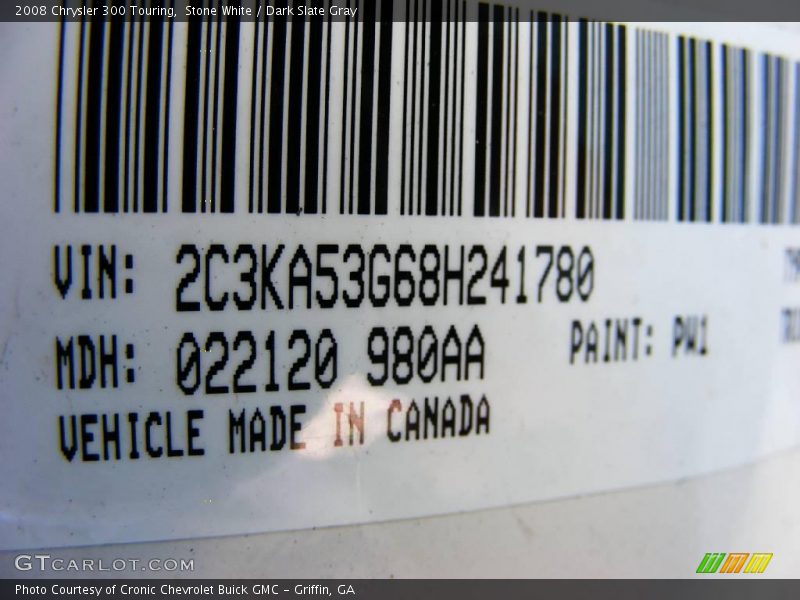 2008 Chrysler 300 Touring, Stone White / Dark Slate Gray
VIN: 2C3KA53G68H241780
MDH: 022120 980AA PAINT: PW1
VEHICLE MADE IN CANADA
GTCARLOT.COM
Photo Courtesy of Cronic Chevrolet Buick GMC – Griffin, GA